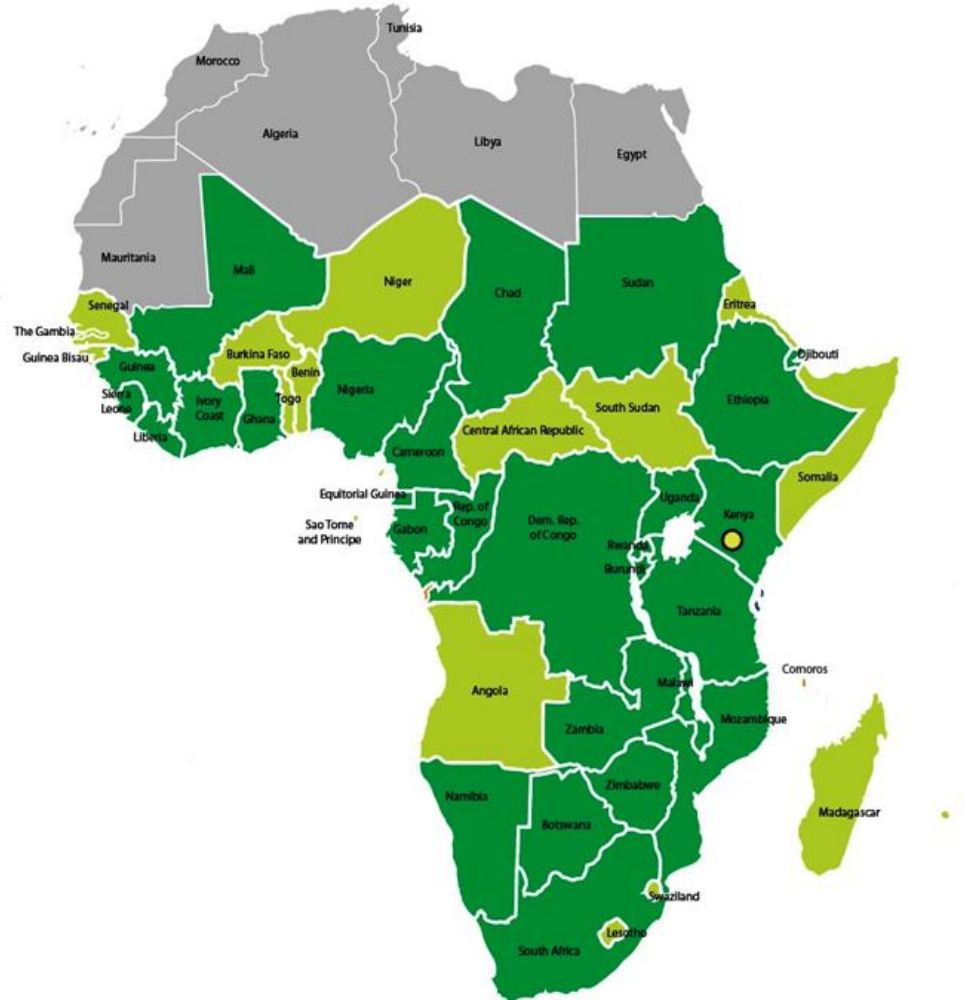 Tunisia
Morocco
Algeria
Libya
Egypt
Mauritania
Mali
Niger
Chad
Sudan
Senegal
Eritrea
The Gambia
Guinea Bisau
Burkina Faso
Djibouti
Guinea
Benin
Nigeria
Sierra
Leone
Ivory
Coast
Togo
Ghana
South Sudan
Ethiopia
Liberia
Central African Republic
Cameroon
Somalia
Equitorial Guinea
Uganda
Rep. of
Congo
Kenya
Sao Tome
and Principe
Gabon
Dem. Rep.
of Congo
Rwanda
Burundi
Tanzania
Comoros
Angola
Malawi
Mozambique
Zambia
Zimbabwe
Namibia
Botswana
Madagascar
Swaziland
Lesotho
South Africa